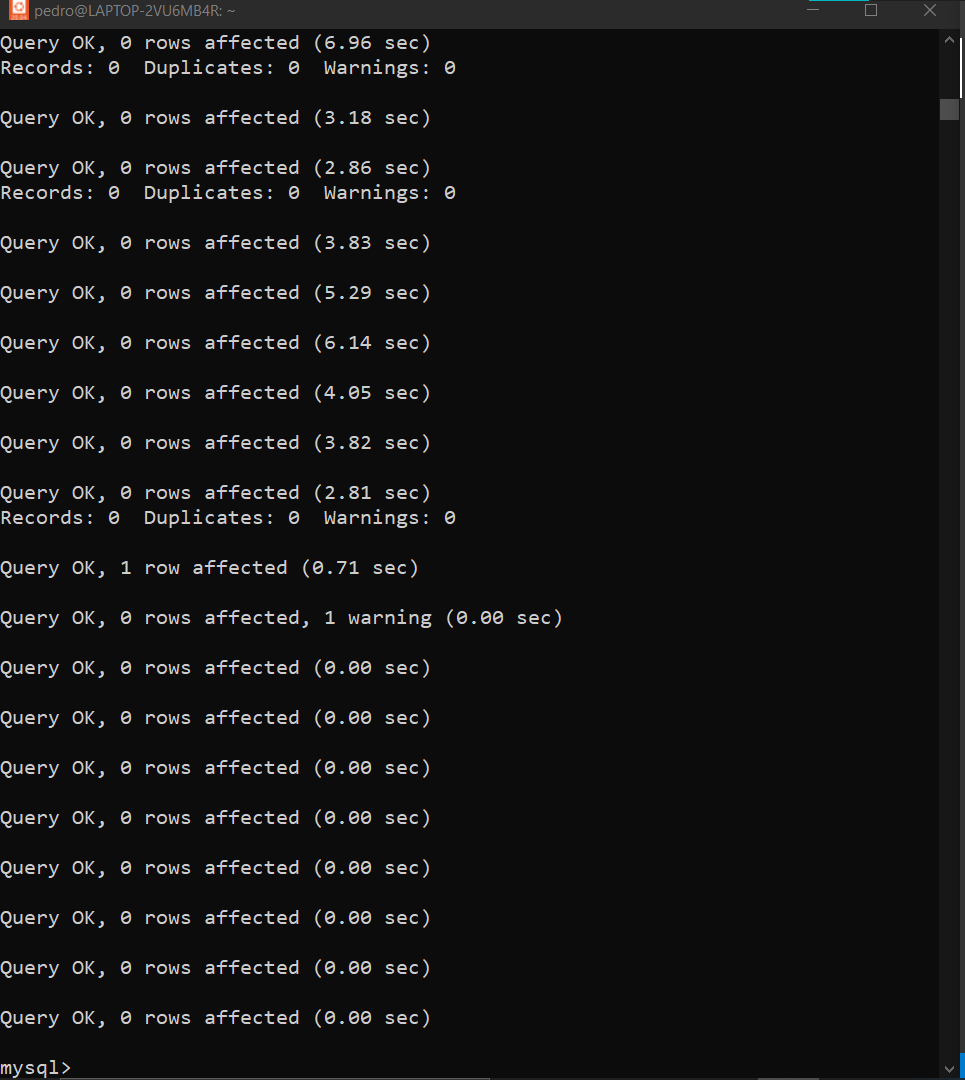 20.04
pedro@LAPTOP-2VU6MB4R: ~
Query OK, 0 rows affected (6.96 sec)
Records: 0  Duplicates: 0  Warnings: 0
Query OK, 0 rows affected (3.18 sec)
Query OK, 0 rows affected (2.86 sec)
Records: 0  Duplicates: 0  Warnings: 0
Query OK, 0 rows affected (3.83 sec)
Query OK, 0 rows affected (5.29 sec)
Query OK, 0 rows affected (6.14 sec)
Query OK, 0 rows affected (4.05 sec)
Query OK, 0 rows affected (3.82 sec)
Query OK, 0 rows affected (2.81 sec)
Records: 0  Duplicates: 0  Warnings: 0
Query OK, 1 row affected (0.71 sec)
Query OK, 0 rows affected, 1 warning (0.00 sec)
Query OK, 0 rows affected (0.00 sec)
Query OK, 0 rows affected (0.00 sec)
Query OK, 0 rows affected (0.00 sec)
Query OK, 0 rows affected (0.00 sec)
Query OK, 0 rows affected (0.00 sec)
Query OK, 0 rows affected (0.00 sec)
Query OK, 0 rows affected (0.00 sec)
Query OK, 0 rows affected (0.00 sec)
mysql>